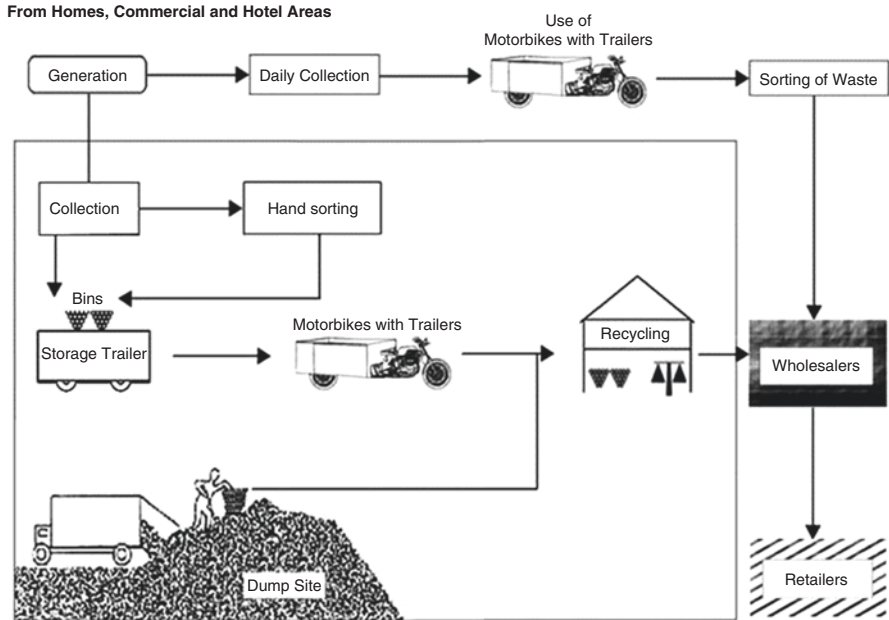 From Homes, Commercial and Hotel Areas
Use of
Motorbikes with Trailers
Generation
Daily Collection
Sorting of Waste
Collection
Hand sorting
Bins
Storage Trailer
Motorbikes with Trailers
Recycling
Wholesalers
Dump Site
Retailers